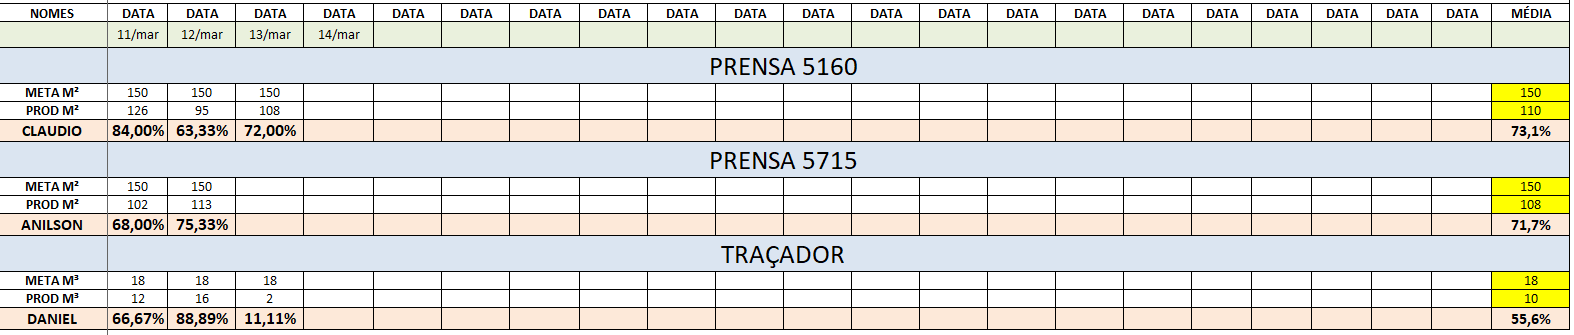 NOMES DATA DATA DATA DATA DATA DATA DATA DATA DATA DATA DATA DATA DATA DATA DATA DATA DATA DATA DATA DATA DATA DATA DATA MÉDIA
11/mar 12/mar 13/mar 14/mar
PRENSA 5160
META M² 150 150 150 150
PROD M² 126 95 108 110
CLAUDIO 84,00% 63,33% 72,00% 73,1%
PRENSA 5715
META M² 150 150 150
PROD M² 102 113 108
ANILSON 68,00% 75,33% 71,7%
TRAÇADOR
META M³ 18 18 18 18
PROD M³ 12 16 2 10
DANIEL 66,67% 88,89% 11,11% 55,6%